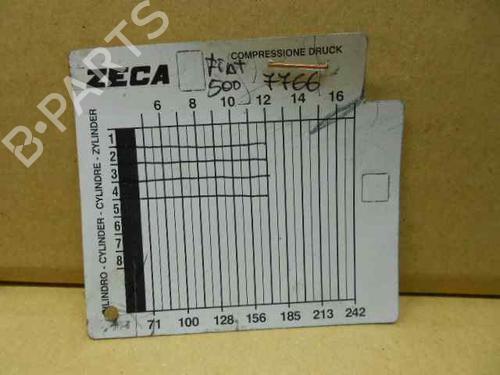 COMPRESSIONE DRUCK
ZECA
Fiat
500
7766
6 8 10 12 14 16
CYLINDRO - CYLINDER - CYLINDRE - ZYLINDER
1
2
3
4
5
6
7
8
71 100 128 156 185 213 242
B-PARTS